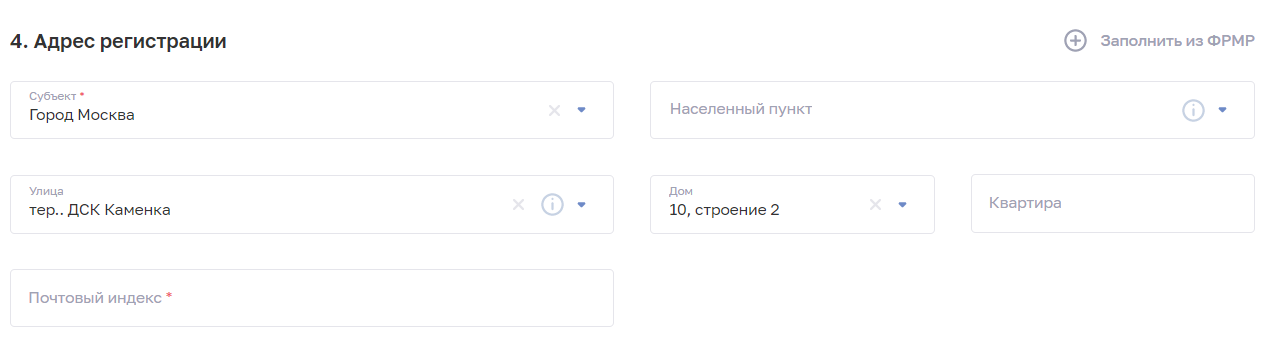 4. Адрес регистрации
Заполнить из ФРМР
Субъект *
Город Москва
Населенный пункт
Улица
тер.. ДСК Каменка
Дом
10, строение 2
Квартира
Почтовый индекс *